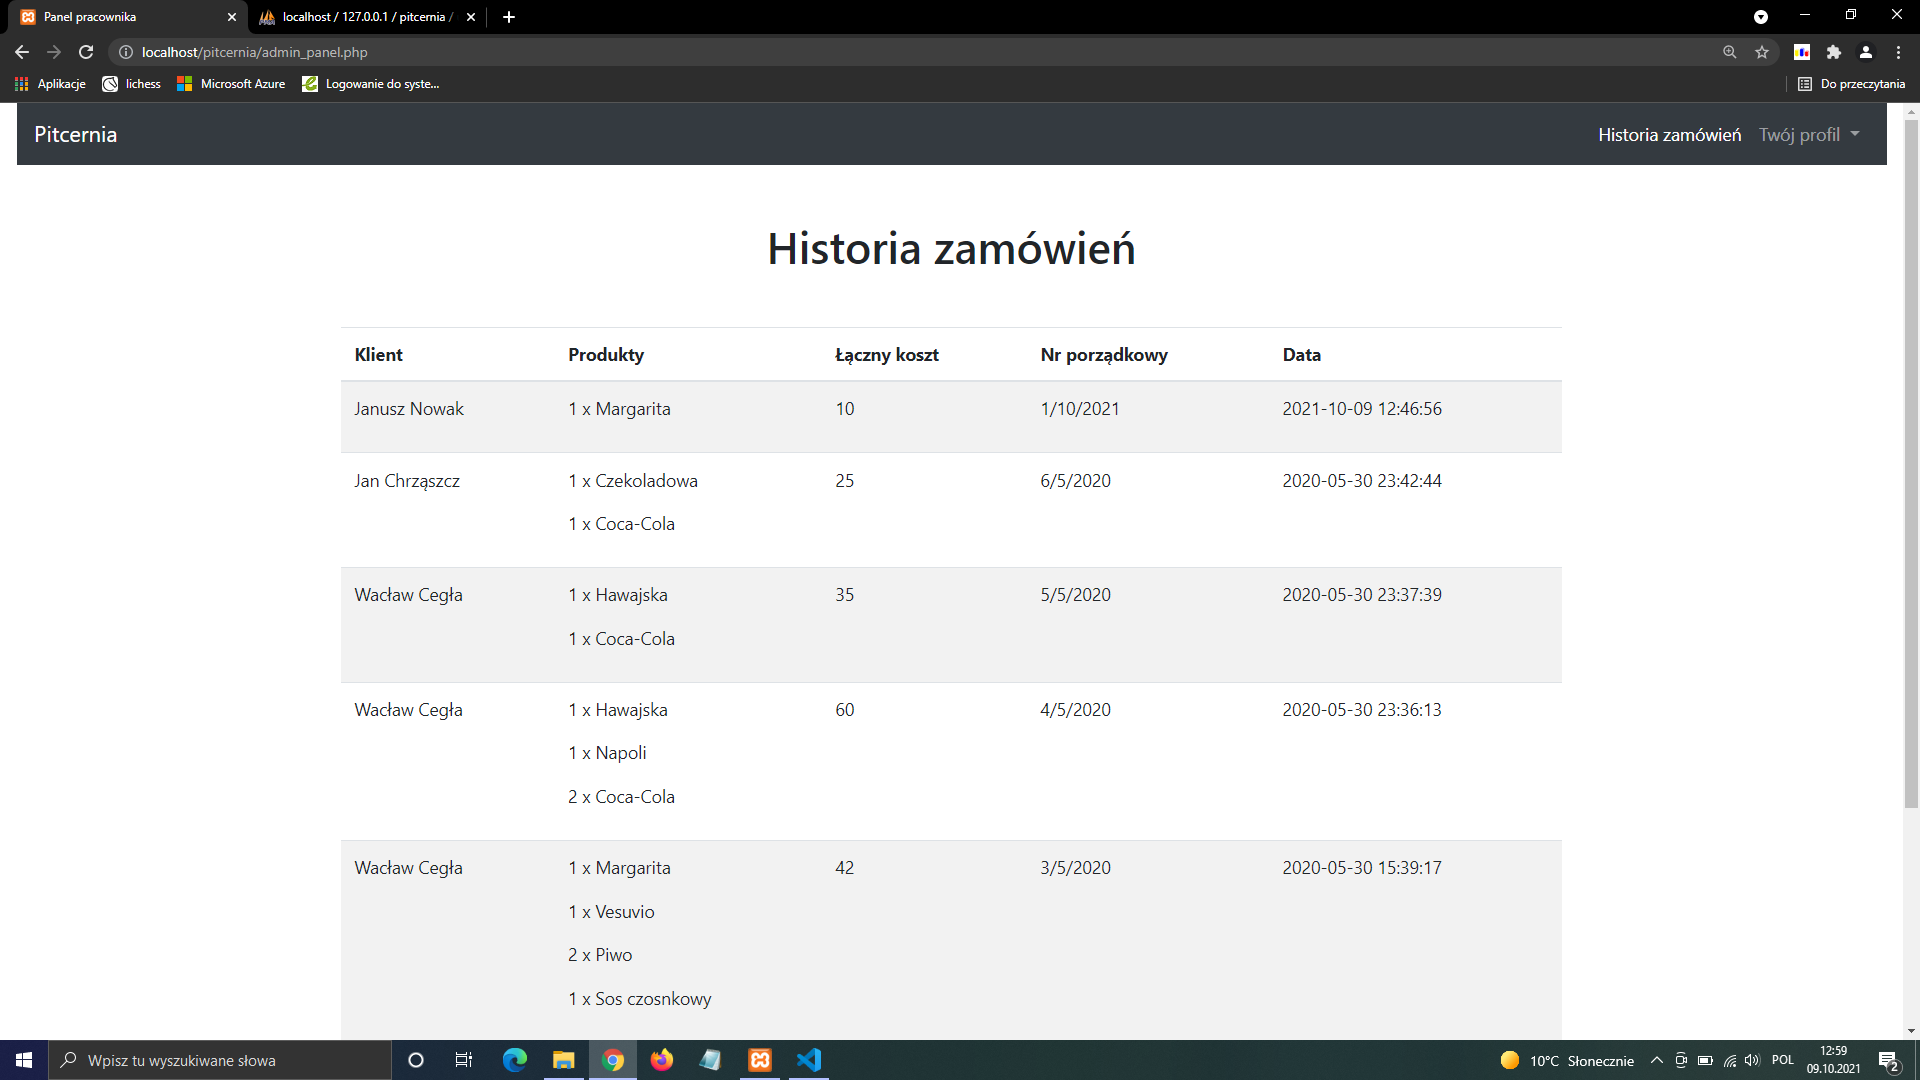 Panel pracownika
localhost / 127.0.0.1 / pitcernia /
localhost/pitcernia/admin_panel.php
Aplikacje
lichess
Microsoft Azure
Logowanie do syste...
Do przeczytania
Pitcernia
Historia zamówień
Twój profil
Historia zamówień
Klient Produkty Łączny koszt Nr porządkowy Data
Janusz Nowak 1 x Margarita 10 1/10/2021 2021-10-09 12:46:56
Jan Chrząszcz 1 x Czekoladowa 25 6/5/2020 2020-05-30 23:42:44
1 x Coca-Cola
Wacław Cegła 1 x Hawajska 35 5/5/2020 2020-05-30 23:37:39
1 x Coca-Cola
Wacław Cegła 1 x Hawajska 60 4/5/2020 2020-05-30 23:36:13
1 x Napoli
2 x Coca-Cola
Wacław Cegła 1 x Margarita 42 3/5/2020 2020-05-30 15:39:17
1 x Vesuvio
2 x Piwo
1 x Sos czosnkowy
Wpisz tu wyszukiwane słowa
10°C Słonecznie
POL
12:59
09.10.2021
2